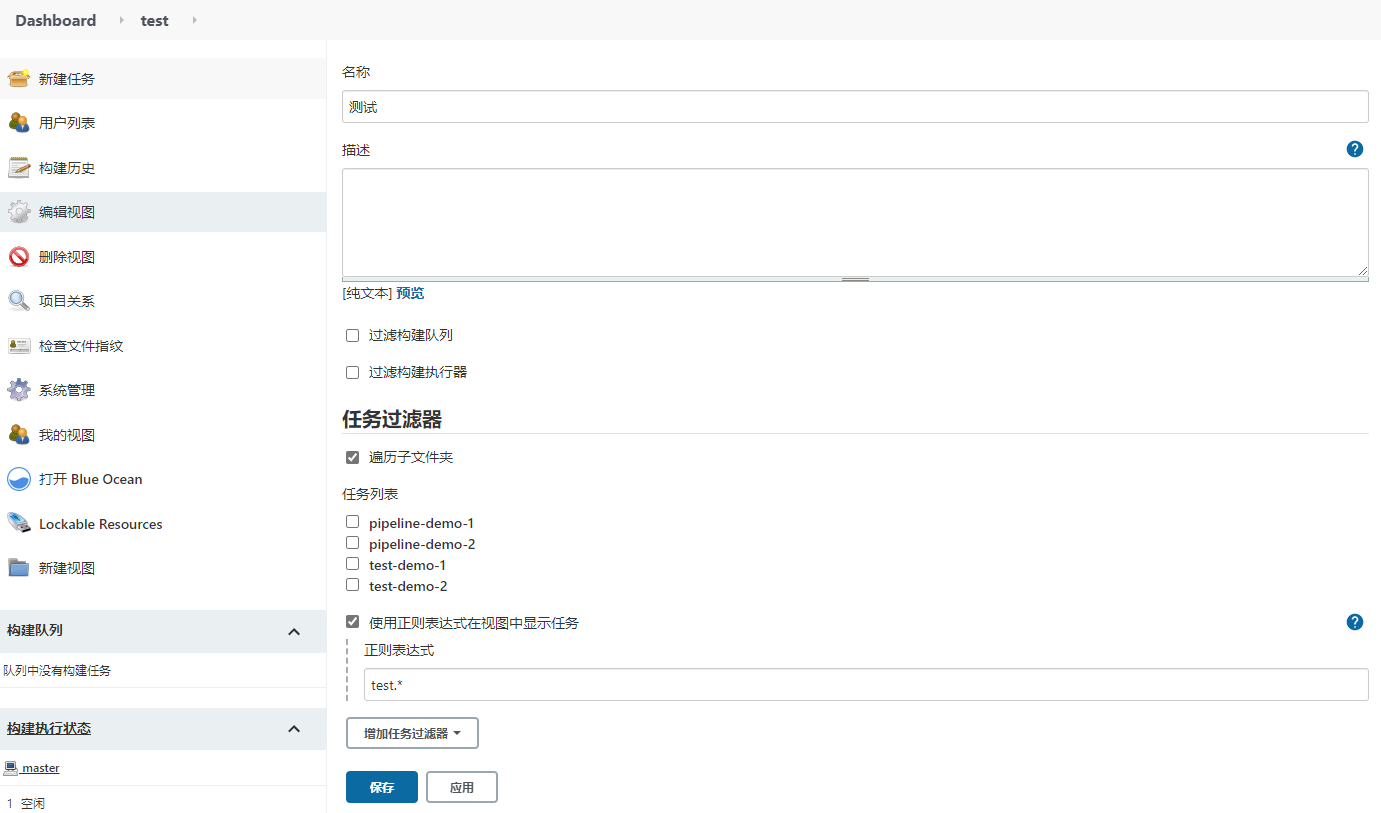 Dashboard test
新建任务
用户列表
构建历史
编辑视图
删除视图
项目关系
检查文件指纹
系统管理
我的视图
打开 Blue Ocean
Lockable Resources
新建视图
构建队列
队列中没有构建任务
构建执行状态
master
1 空闲
名称
测试
描述
[纯文本] 预览
过滤构建队列
过滤构建执行器
任务过滤器
遍历子文件夹
任务列表
pipeline-demo-1
pipeline-demo-2
test-demo-1
test-demo-2
使用正则表达式在视图中显示任务
正则表达式
test.*
增加任务过滤器
保存 应用